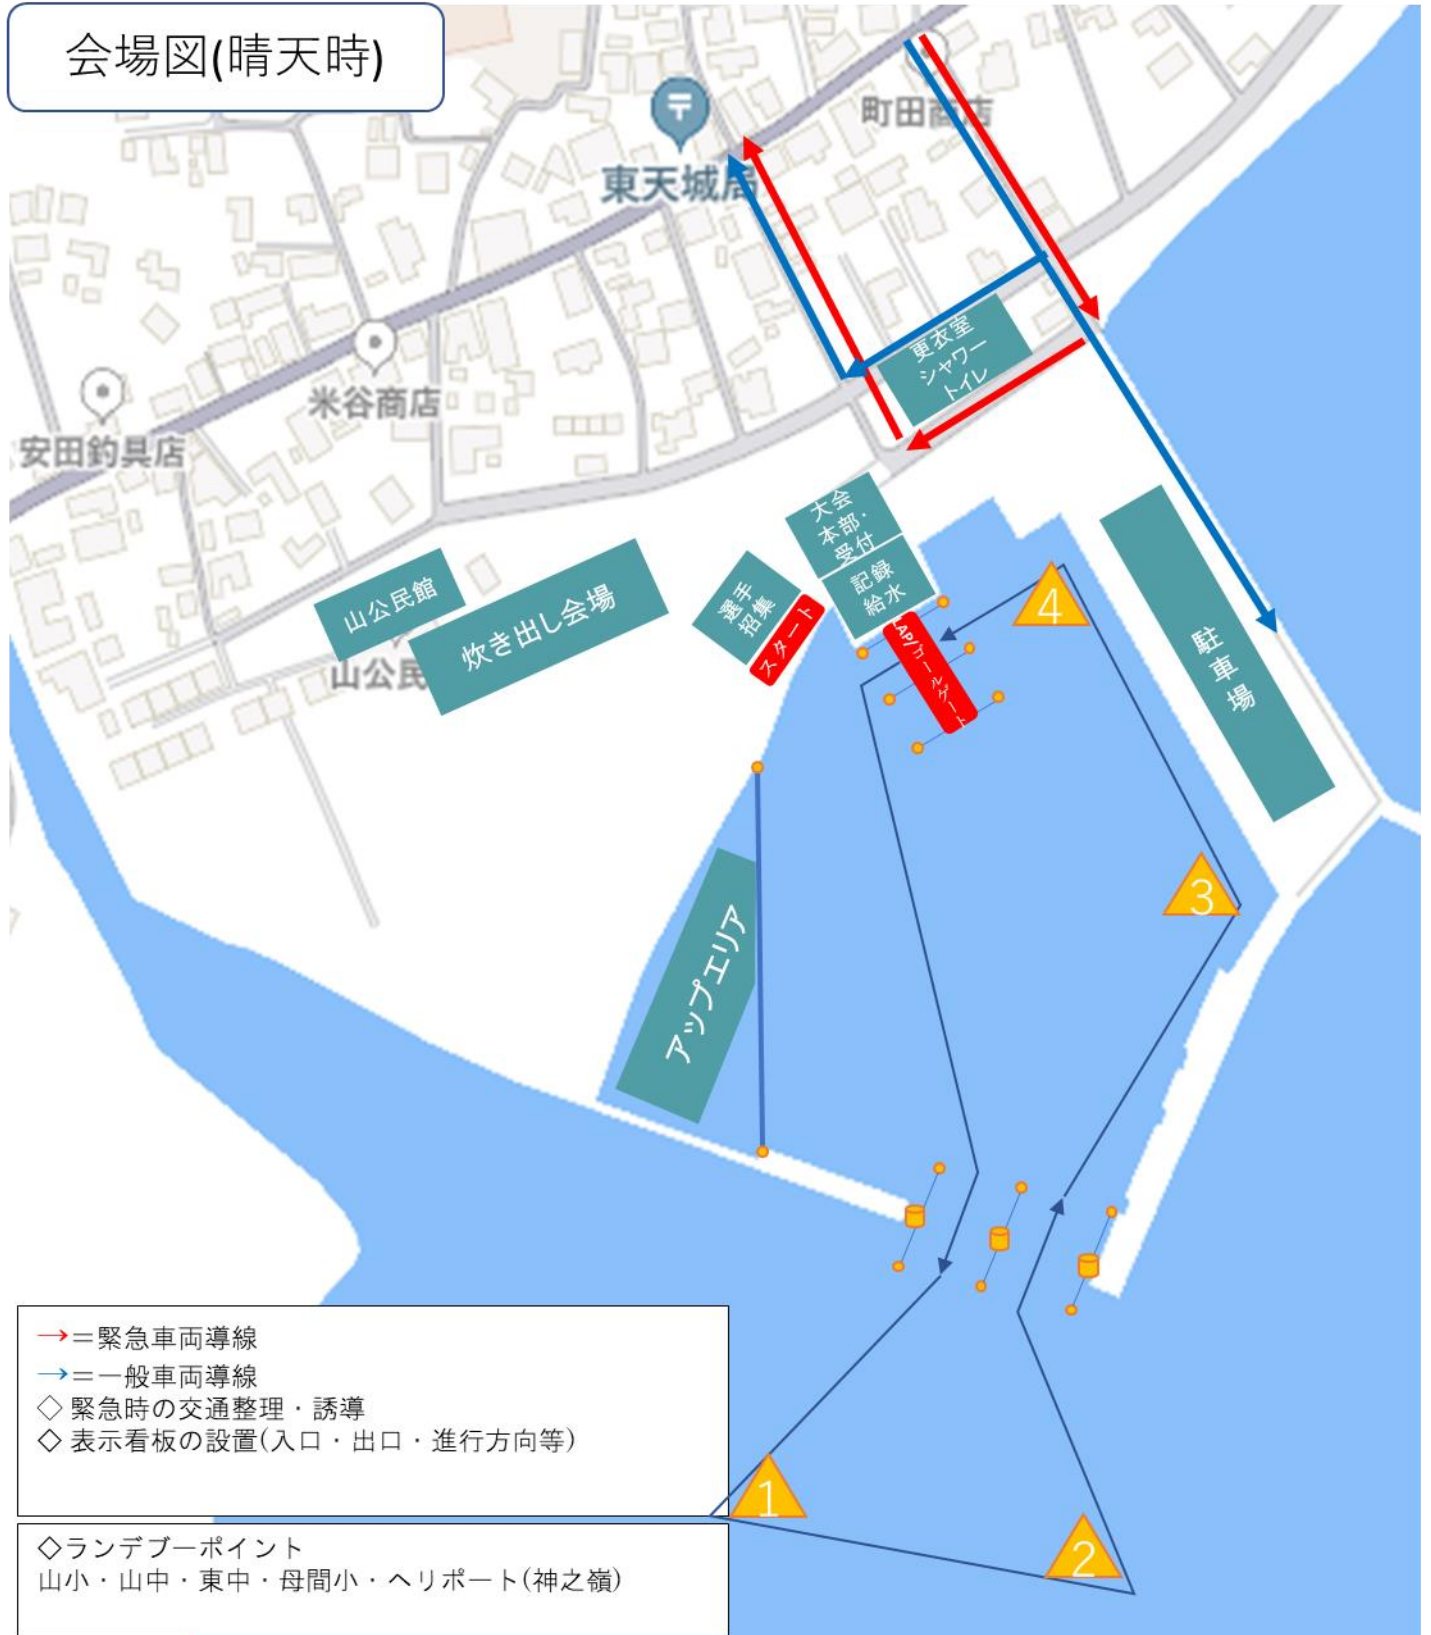 会場図(晴天時)
町田商店
東天城局
更衣室
シャワー
トイレ
米谷商店
安田釣具店
大会
本部・
受付
記録
給水
選手
招集
スタート
LAP/ゴールゲート
山公民館
炊き出し会場
山公民
駐車場
4
3
アップエリア
→＝緊急車両導線
→＝一般車両導線
◇ 緊急時の交通整理・誘導
◇ 表示看板の設置(入口・出口・進行方向等)
1
2
◇ランデブーポイント
山小・山中・東中・母間小・ヘリポート(神之嶺)